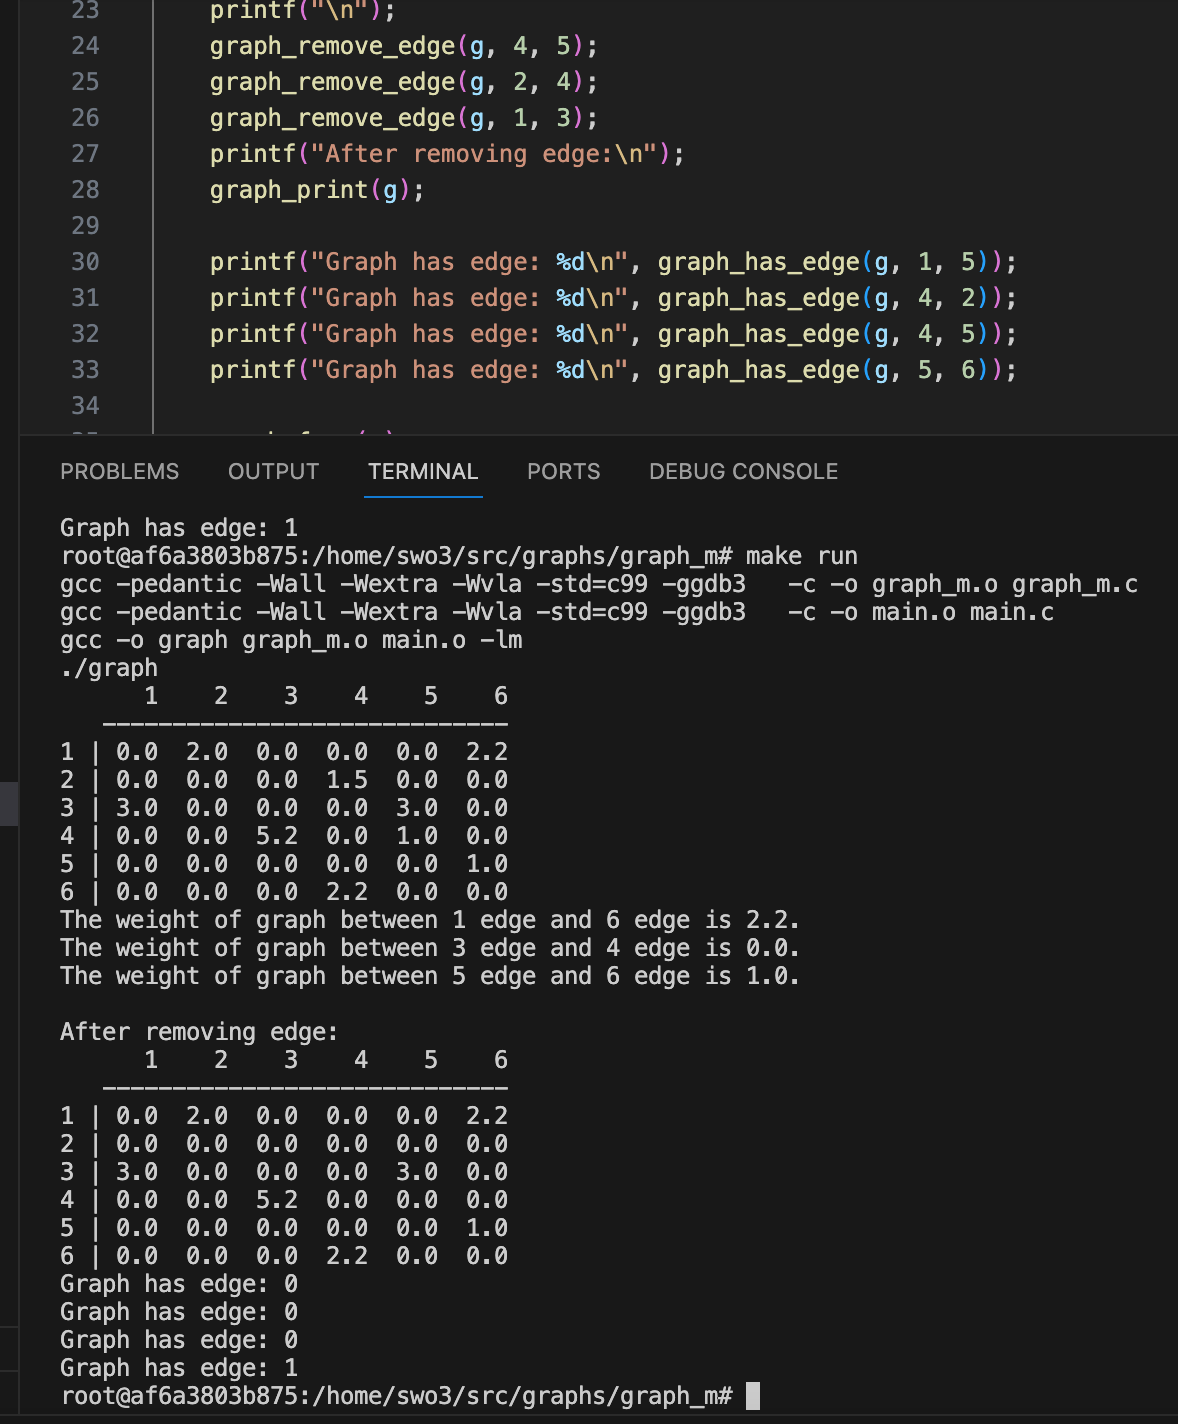 23 printf("\n");
24 graph_remove_edge(g, 4, 5);
25 graph_remove_edge(g, 2, 4);
26 graph_remove_edge(g, 1, 3);
27 printf("After removing edge:\n");
28 graph_print(g);
29
30 printf("Graph has edge: %d\n", graph_has_edge(g, 1, 5));
31 printf("Graph has edge: %d\n", graph_has_edge(g, 4, 2));
32 printf("Graph has edge: %d\n", graph_has_edge(g, 4, 5));
33 printf("Graph has edge: %d\n", graph_has_edge(g, 5, 6));
34
PROBLEMS OUTPUT TERMINAL PORTS DEBUG CONSOLE
Graph has edge: 1
root@af6a3803b875:/home/swo3/src/graphs/graph_m# make run
gcc -pedantic -Wall -Wextra -Wvla -std=c99 -ggdb3   -c -o graph_m.o graph_m.c
gcc -pedantic -Wall -Wextra -Wvla -std=c99 -ggdb3   -c -o main.o main.c
gcc -o graph graph_m.o main.o -lm
./graph
      1    2    3    4    5    6
   -----------------------------
1 | 0.0  2.0  0.0  0.0  0.0  2.2
2 | 0.0  0.0  0.0  1.5  0.0  0.0
3 | 3.0  0.0  0.0  0.0  3.0  0.0
4 | 0.0  0.0  5.2  0.0  1.0  0.0
5 | 0.0  0.0  0.0  0.0  0.0  1.0
6 | 0.0  0.0  0.0  2.2  0.0  0.0
The weight of graph between 1 edge and 6 edge is 2.2.
The weight of graph between 3 edge and 4 edge is 0.0.
The weight of graph between 5 edge and 6 edge is 1.0.

After removing edge:
      1    2    3    4    5    6
   -----------------------------
1 | 0.0  2.0  0.0  0.0  0.0  2.2
2 | 0.0  0.0  0.0  0.0  0.0  0.0
3 | 3.0  0.0  0.0  0.0  3.0  0.0
4 | 0.0  0.0  5.2  0.0  0.0  0.0
5 | 0.0  0.0  0.0  0.0  0.0  1.0
6 | 0.0  0.0  0.0  2.2  0.0  0.0
Graph has edge: 0
Graph has edge: 0
Graph has edge: 0
Graph has edge: 1
root@af6a3803b875:/home/swo3/src/graphs/graph_m#